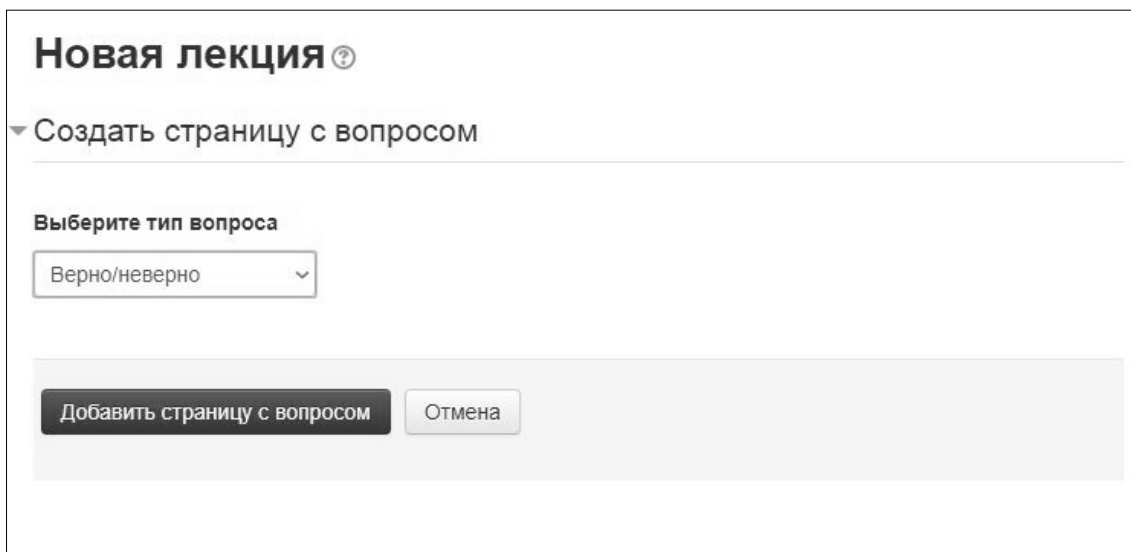 Новая лекция
Создать страницу с вопросом
Выберите тип вопроса
Верно/неверно
Добавить страницу с вопросом Отмена